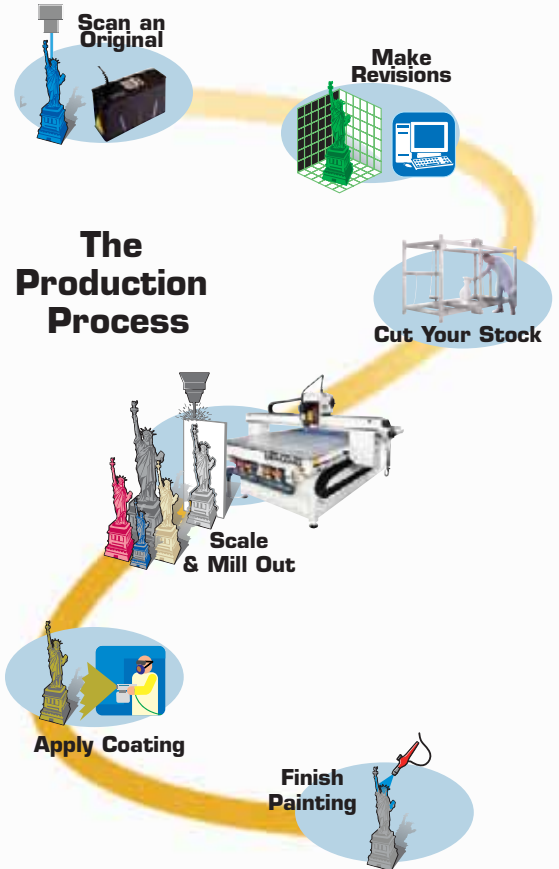 Scan an
Original
Make
Revisions
The
Production
Process
Cut Your Stock
Scale
& Mill Out
Apply Coating
Finish
Painting